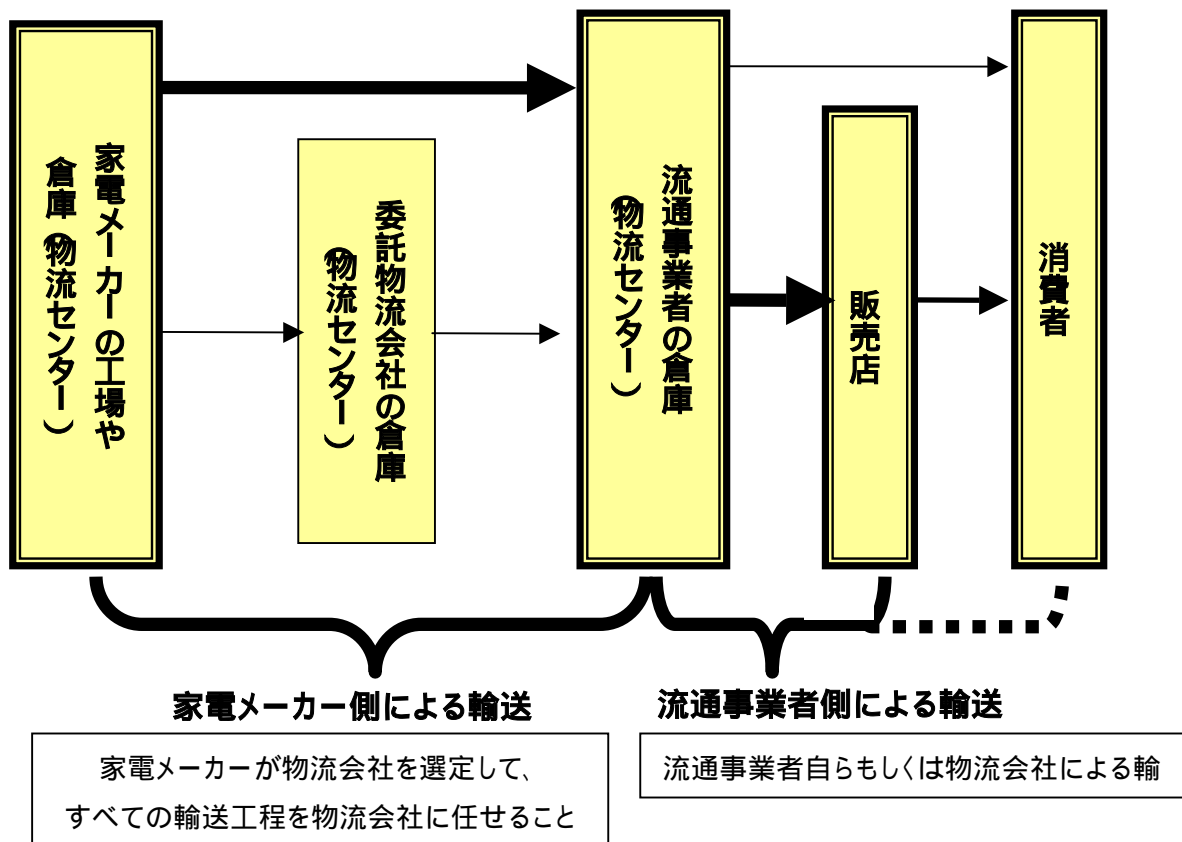 家電メーカーの工場や
倉庫（物流センター）
委託物流会社の倉庫
（物流センター）
流通事業者の倉庫
（物流センター）
販売店
消費者
家電メーカー側による輸送
流通事業者側による輸送
家電メーカーが物流会社を選定して、
すべての輸送工程を物流会社に任せること
流通事業者自らもしくは物流会社による輸